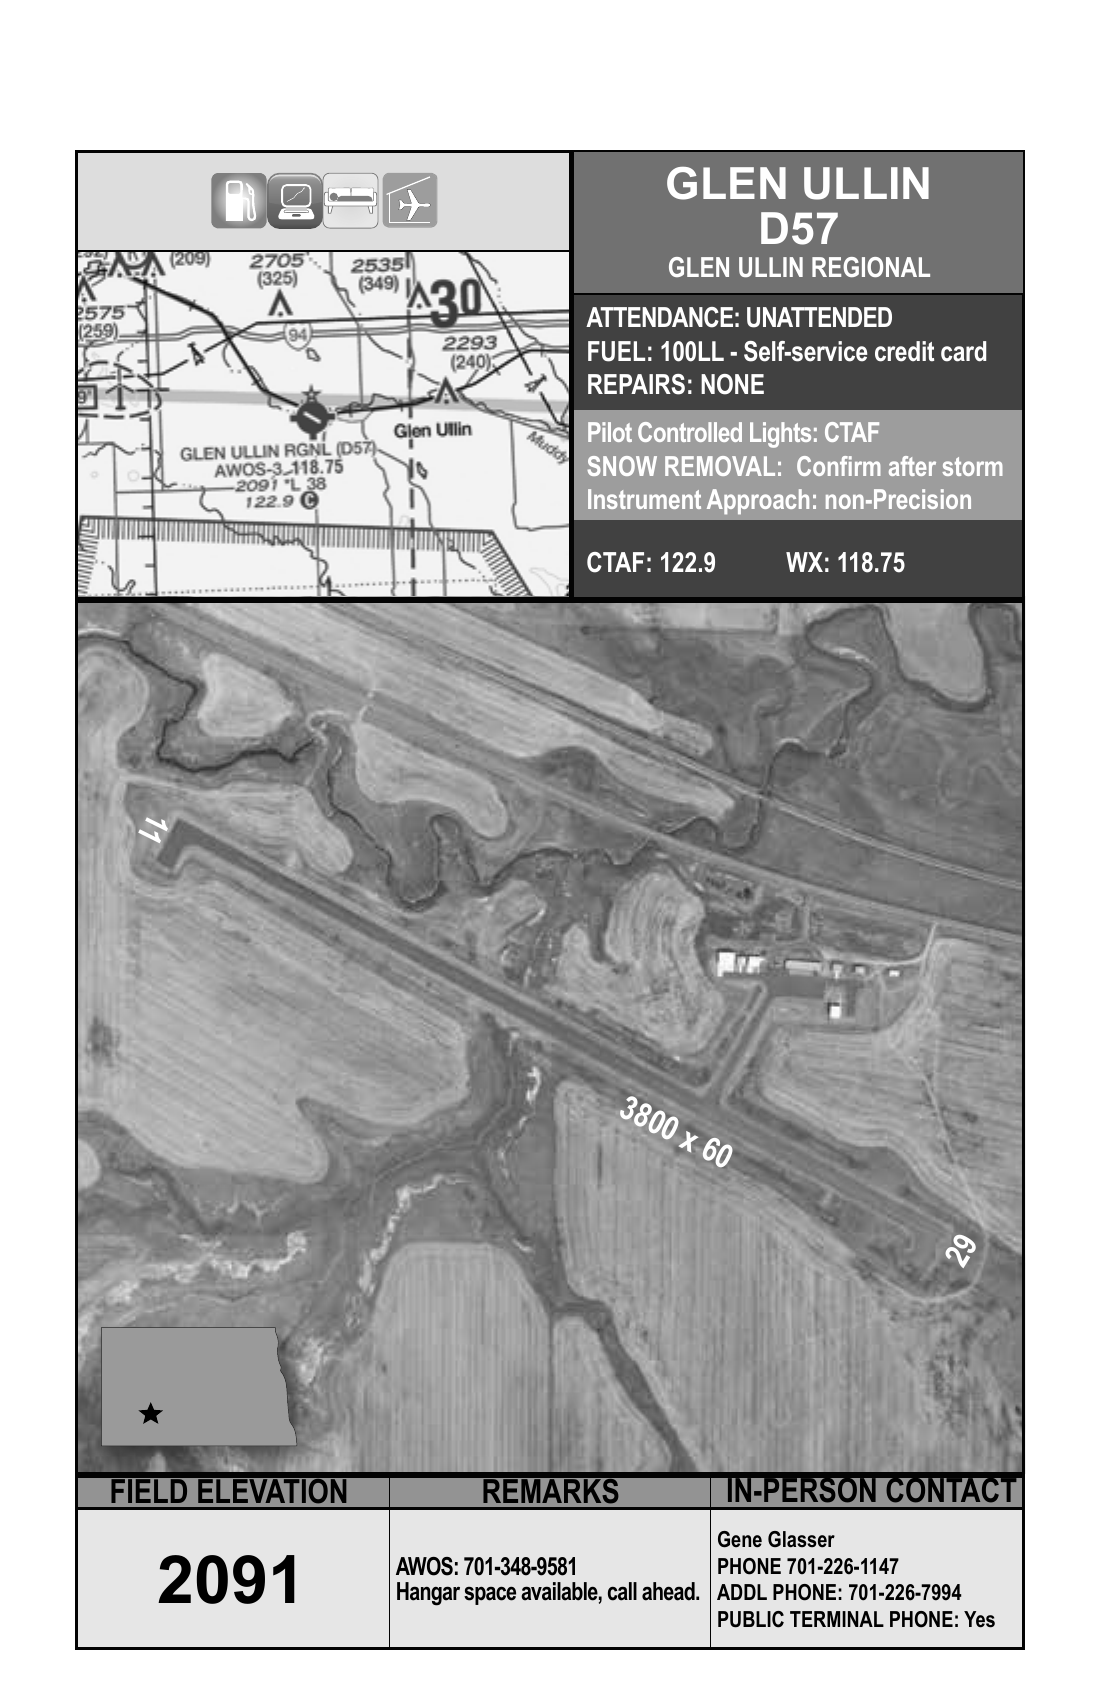 GLEN ULLIN
D57
GLEN ULLIN REGIONAL
(209)
2705
(325)
2535
(349)
30
2575
(259)
94
2293
(240)
Glen Ullin
GLEN ULLIN RGNL (D57)
AWOS-3 118.75
2091 *L 38
122.9 C
Muddy
ATTENDANCE: UNATTENDED
FUEL: 100LL - Self-service credit card
REPAIRS: NONE
Pilot Controlled Lights: CTAF
SNOW REMOVAL: Confirm after storm
Instrument Approach: non-Precision
CTAF: 122.9 WX: 118.75
11
3800 x 60
29
FIELD ELEVATION
2091
REMARKS
AWOS: 701-348-9581
Hangar space available, call ahead.
IN-PERSON CONTACT
Gene Glasser
PHONE 701-226-1147
ADDL PHONE: 701-226-7994
PUBLIC TERMINAL PHONE: Yes